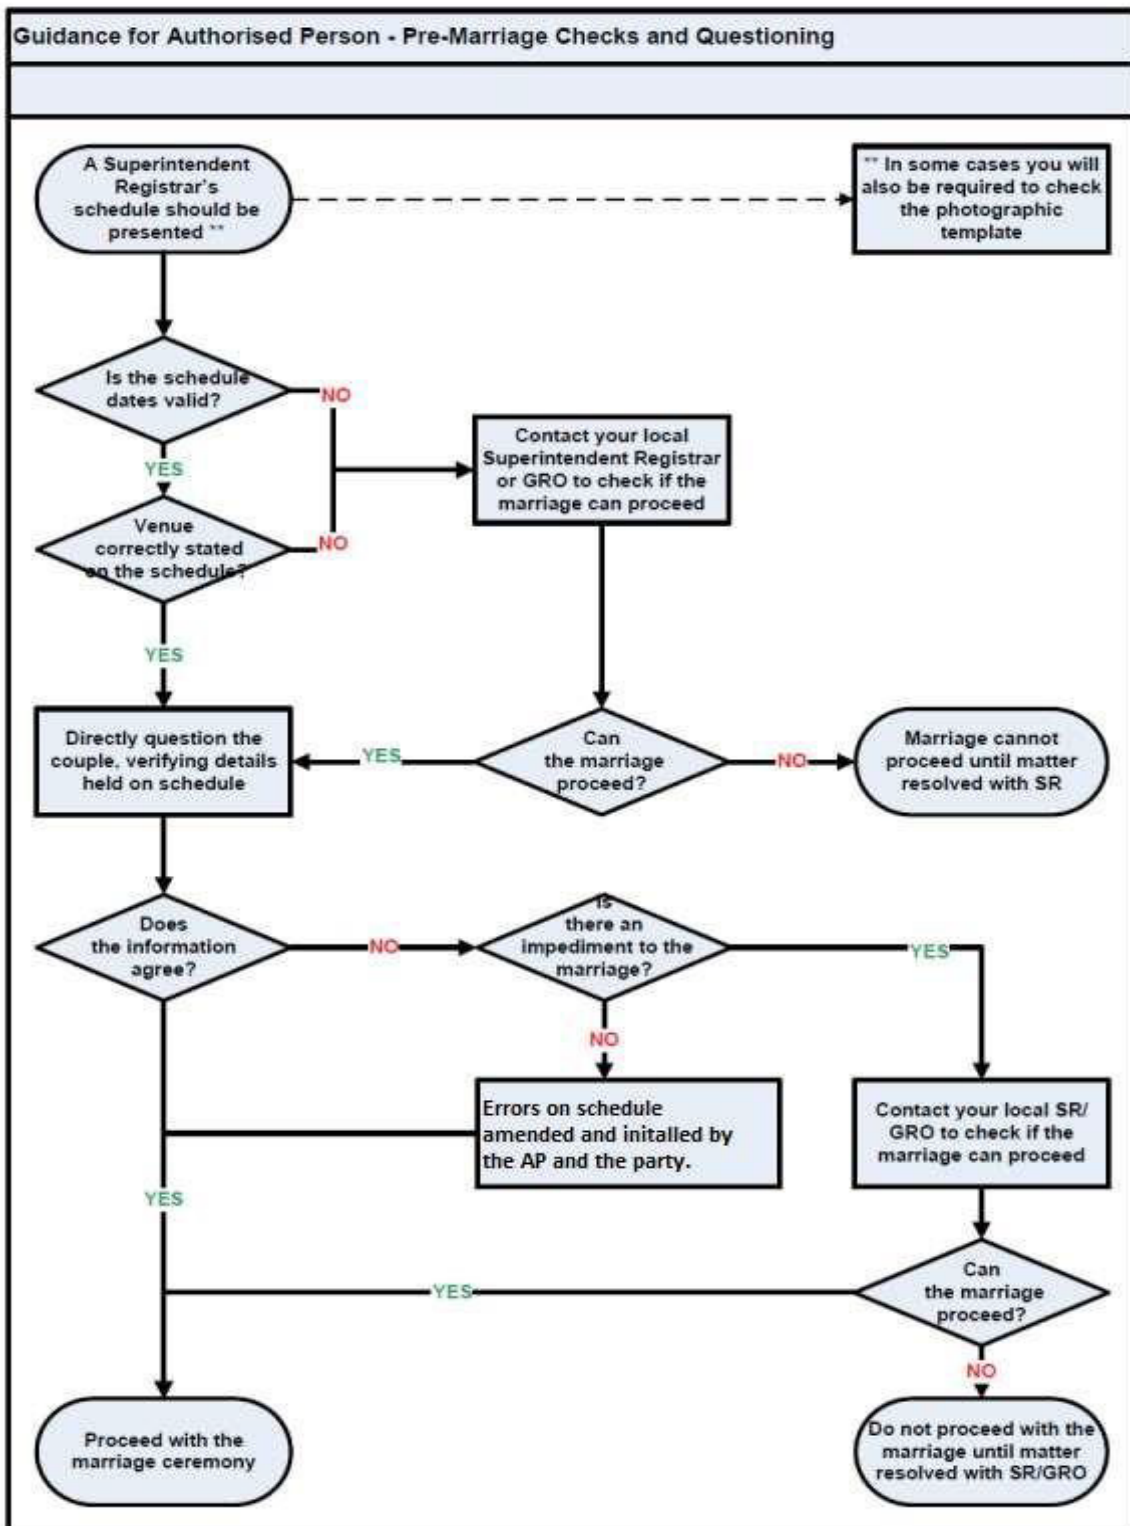 Guidance for Authorised Person - Pre-Marriage Checks and Questioning
A Superintendent
Registrar's
schedule should be
presented **
** In some cases you will
also be required to check
the photographic
template
Is the schedule
dates valid?
NO
YES
Contact your local
Superintendent Registrar
or GRO to check if the
marriage can proceed
Venue
correctly stated
on the schedule?
NO
YES
Directly question the
couple, verifying details
held on schedule
YES
Can
the marriage
proceed?
NO
Marriage cannot
proceed until matter
resolved with SR
Does
the information
agree?
NO
Is
there an
impediment to the
marriage?
YES
NO
Errors on schedule
amended and initalled by
the AP and the party.
Contact your local SR/
GRO to check if the
marriage can proceed
YES
YES
Can
the marriage
proceed?
NO
Proceed with the
marriage ceremony
Do not proceed with the
marriage until matter
resolved with SR/GRO